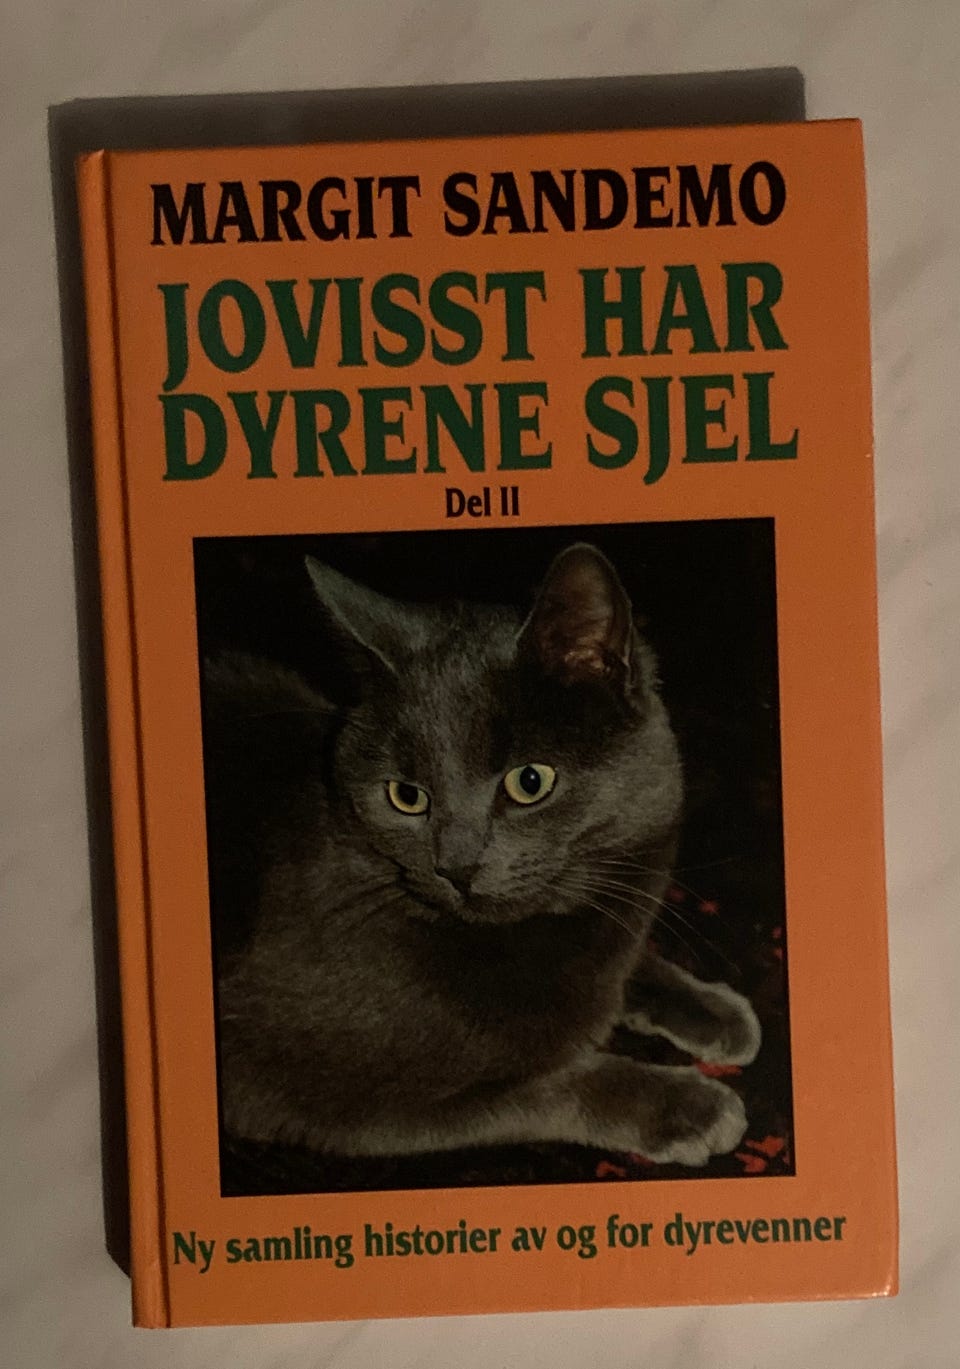 MARGIT SANDEMO
JOVISST HAR
DYRENE SJEL
Del II
Ny samling historier av og for dyrevenner